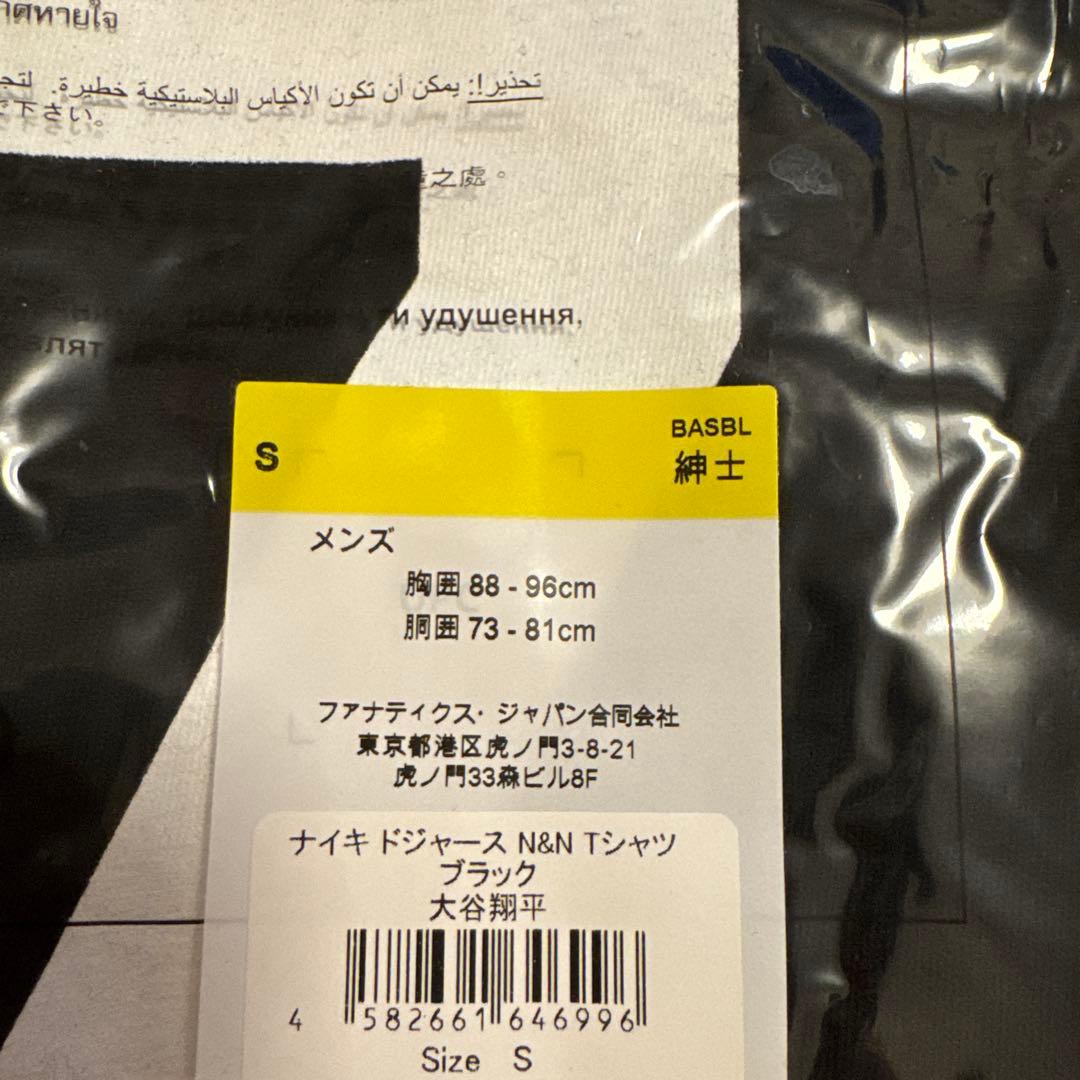 ศหายใจ
تحذير!: يمكن أن تكون الأكياس البلاستيكية خطيرة. لتج
下さい。
之處。
и удушення,
S
BASBL
紳士
メンズ
胸囲 88 - 96cm
胴囲 73 - 81cm
ファナティクス・ジャパン合同会社
東京都港区虎ノ門3-8-21
虎ノ門33森ビル8F
ナイキ ドジャース N&N Tシャツ
ブラック
大谷翔平
4 582661 646996
Size S